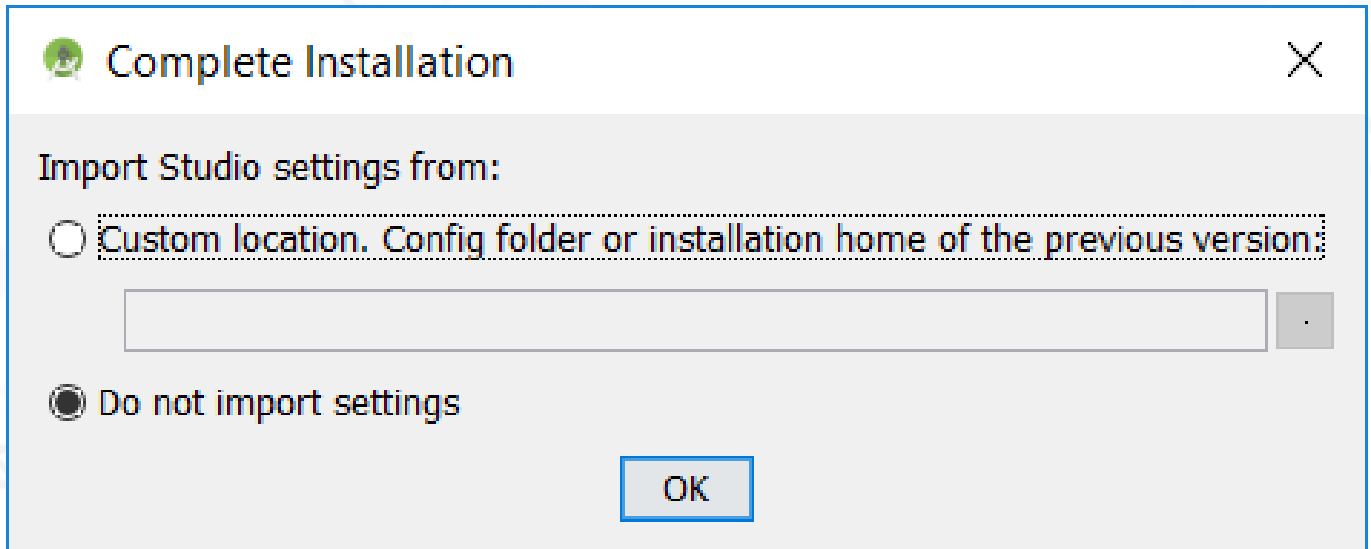 Complete Installation
Import Studio settings from:
Custom location. Config folder or installation home of the previous version:
.
Do not import settings
OK